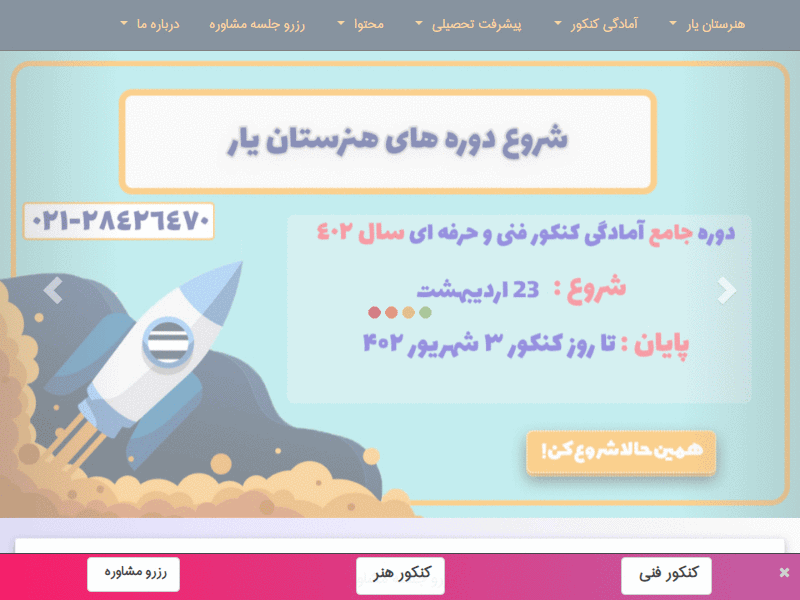 هنرستان یار
آمادگی کنکور
پیشرفت تحصیلی
محتوا
رزرو جلسه مشاوره
درباره ما
شروع دوره های هنرستان یار
۰۲۱-۲۸٤۲٦٤۷۰
دوره جامع آمادگی کنکور فنی و حرفه ای سال ۴۰۲
شروع : 23 اردیبهشت
پایان : تا روز کنکور ۳ شهریور ۴۰۲
همین حالا شروع کن!
کنکور فنی
کنکور هنر
رزرو مشاوره